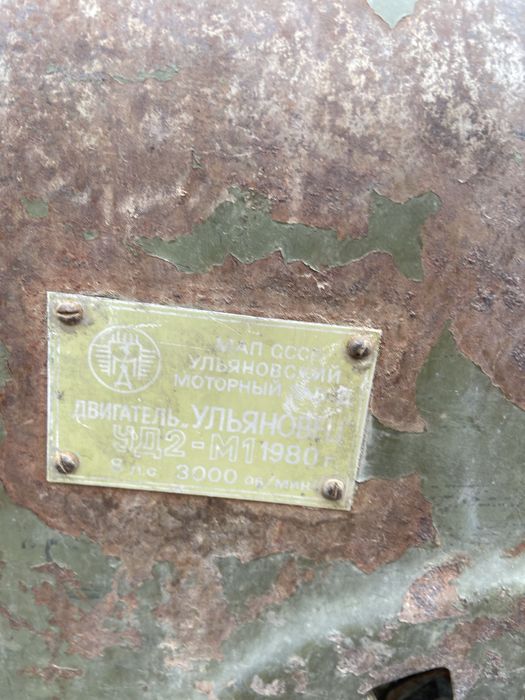 МАП СССР
УЛЬЯНОВСКИЙ
МОТОРНЫЙ
ДВИГАТЕЛЬ „УЛЬЯНОВЕЦ
УД2-М1 1980 г
8 л.с 3000 об/мин